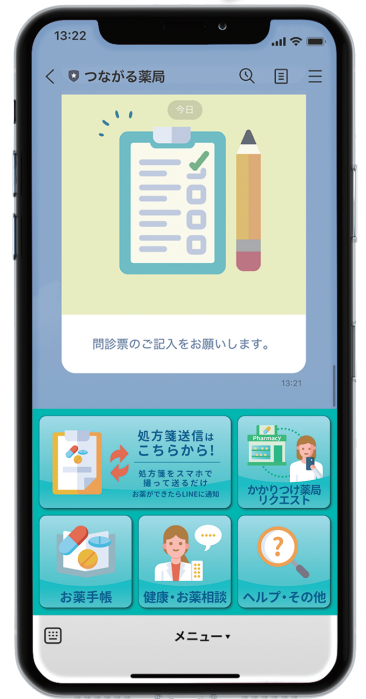 13:22
つながる薬局
今日
問診票のご記入をお願いします。
13:21
処方箋送信は
こちらから!
処方箋をスマホで
撮って送るだけ
お薬ができたらLINEに通知
Pharmacy
かかりつけ薬局
リクエスト
お薬手帳
健康・お薬相談
?
ヘルプ・その他
メニュー▾